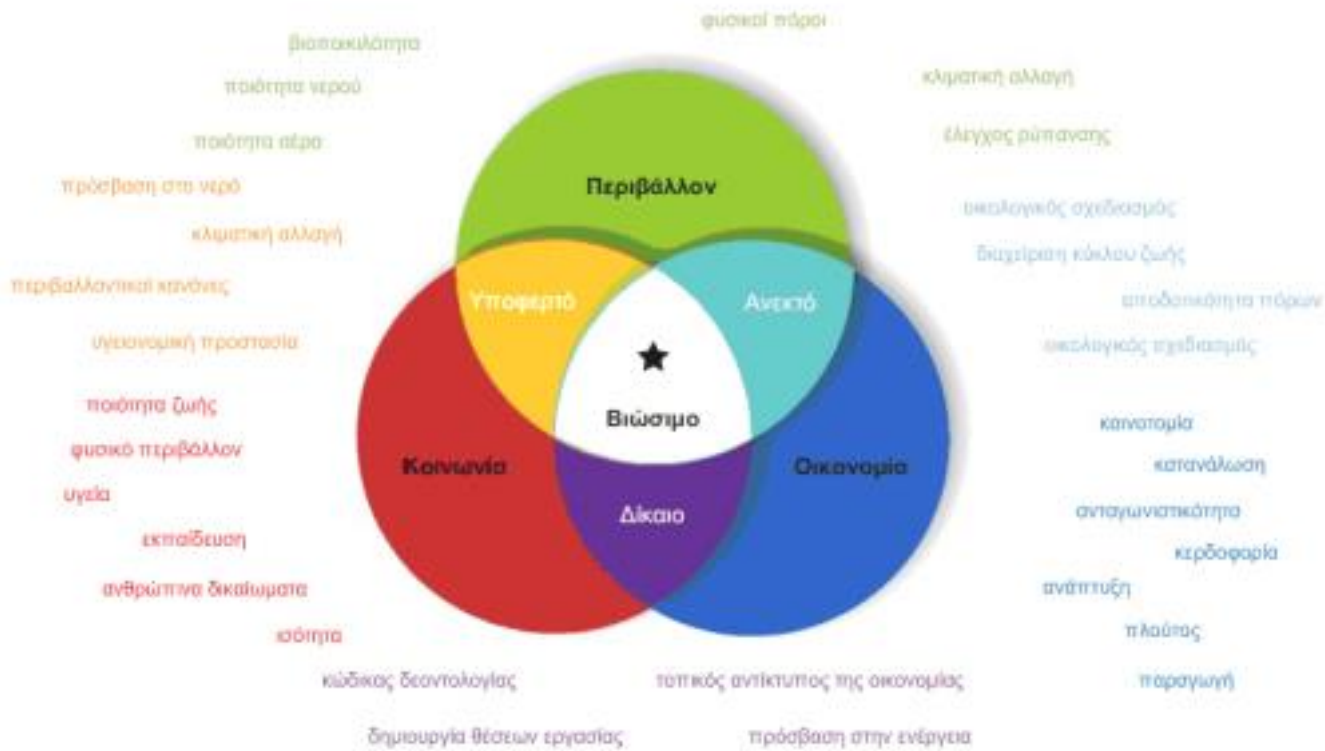 φυσικοί πόροι
βιοποικιλότητα
κλιματική αλλαγή
ποιότητα νερού
έλεγχος ρύπανσης
ποιότητα αέρα
Περιβάλλον
πρόσβαση στο νερό
οικολογικός σχεδιασμός
κλιματική αλλαγή
διαχείριση κύκλου ζωής
περιβαλλοντικοί κανόνες
Υποφερτό
Ανεκτό
αποδοτικότητα πόρων
υγειονομική προστασία
οικολογικός σχεδιασμός
ποιότητα ζωής
Βιώσιμο
καινοτομία
φυσικό περιβάλλον
Κοινωνία
Οικονομία
κατανάλωση
υγεία
Δίκαιο
ανταγωνιστικότητα
εκπαίδευση
κερδοφορία
ανθρώπινα δικαίωματα
ανάπτυξη
ισότητα
πλούτος
κώδικας δεοντολογίας
τοπικός αντίκτυπος της οικονομίας
παραγωγή
δημιουργία θέσεων εργασίας
πρόσβαση στην ενέργεια